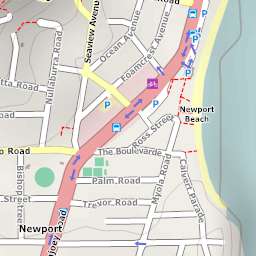 Seaview Avenue
Nullaburra Road
Ocean Avenue
Foamcrest Avenue
Newport
Beach
Ross Street
Road
The Boulevarde
Bishop Street
Palm Road
Myola Road
Calvert Parade
Street
Trevor Road
Newport
Road